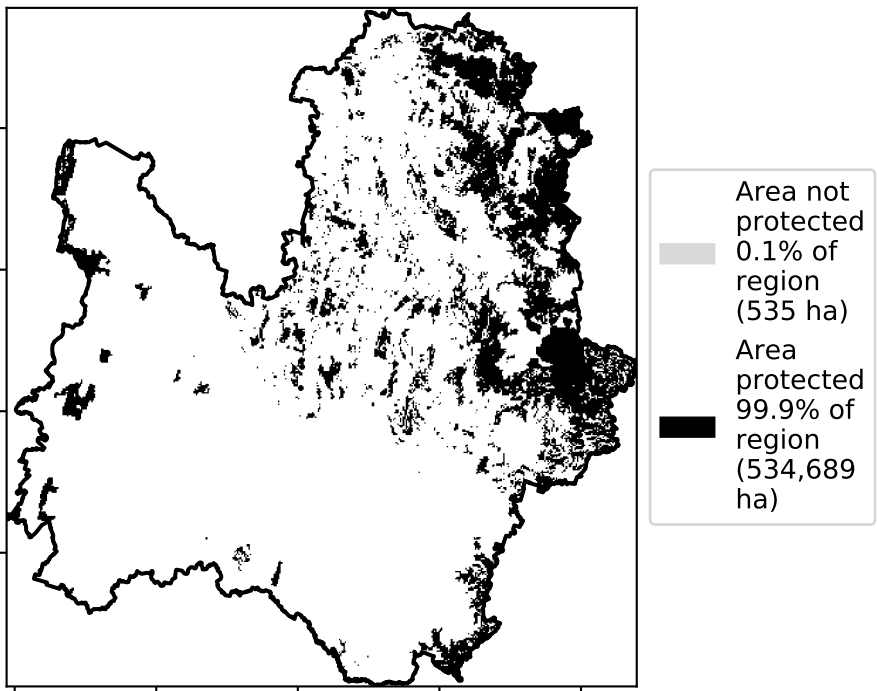 Area not
protected
0.1% of
region
(535 ha)
Area
protected
99.9% of
region
(534,689
ha)